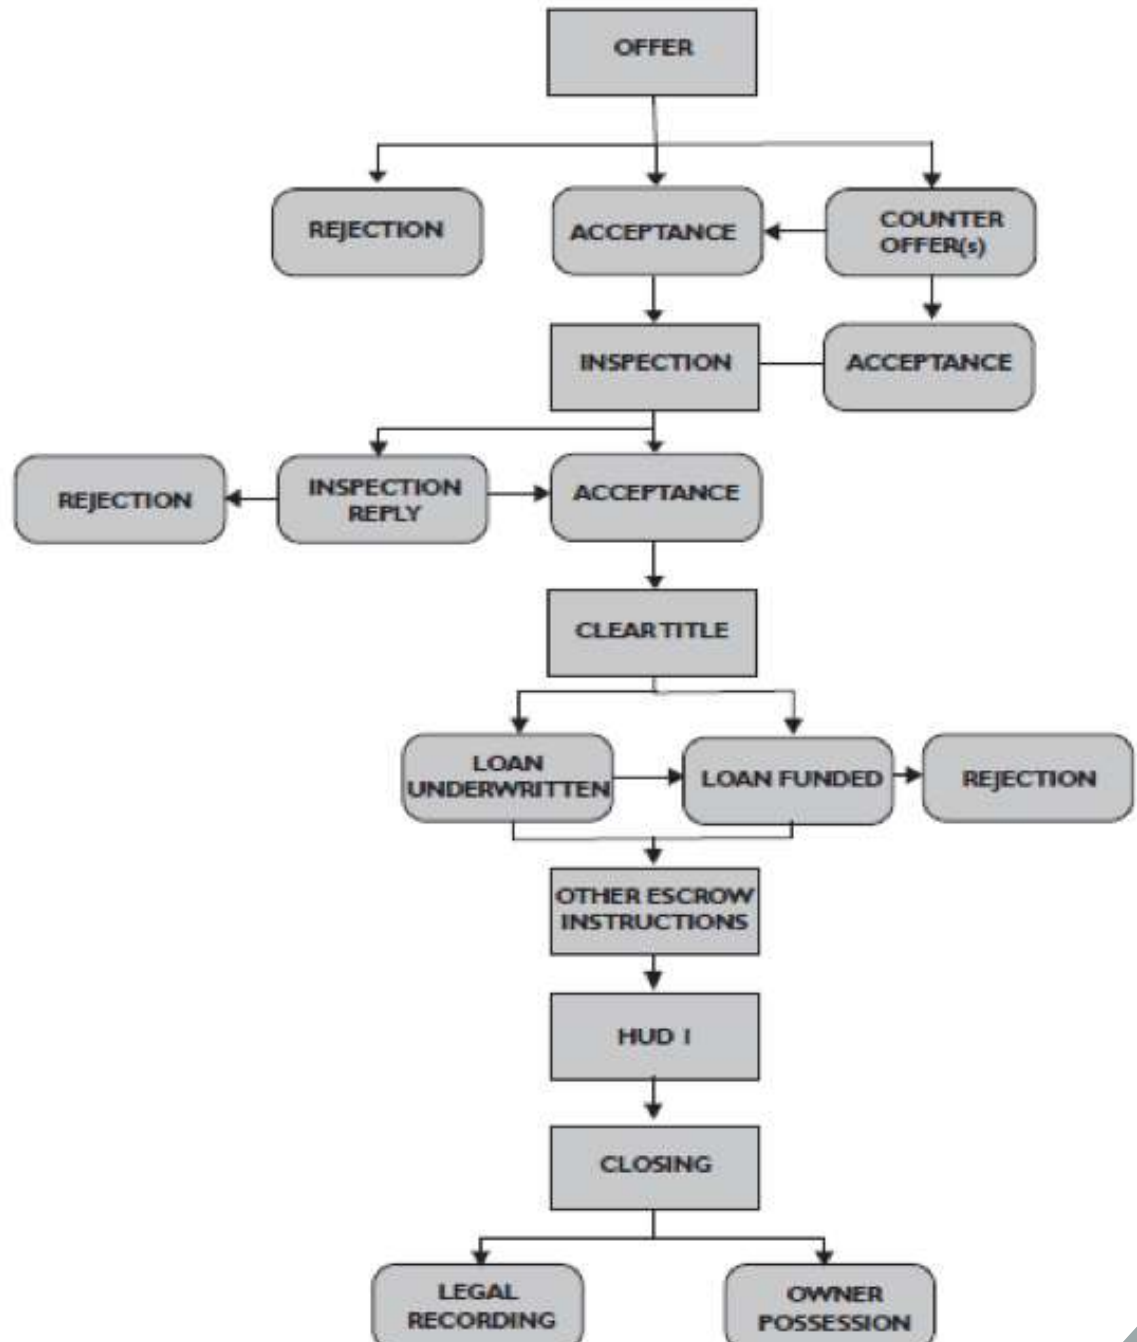 OFFER
REJECTION
ACCEPTANCE
COUNTER
OFFER(s)
INSPECTION
ACCEPTANCE
REJECTION
INSPECTION
REPLY
ACCEPTANCE
CLEAR TITLE
LOAN
UNDERWRITTEN
LOAN FUNDED
REJECTION
OTHER ESCROW
INSTRUCTIONS
HUD 1
CLOSING
LEGAL
RECORDING
OWNER
POSSESSION